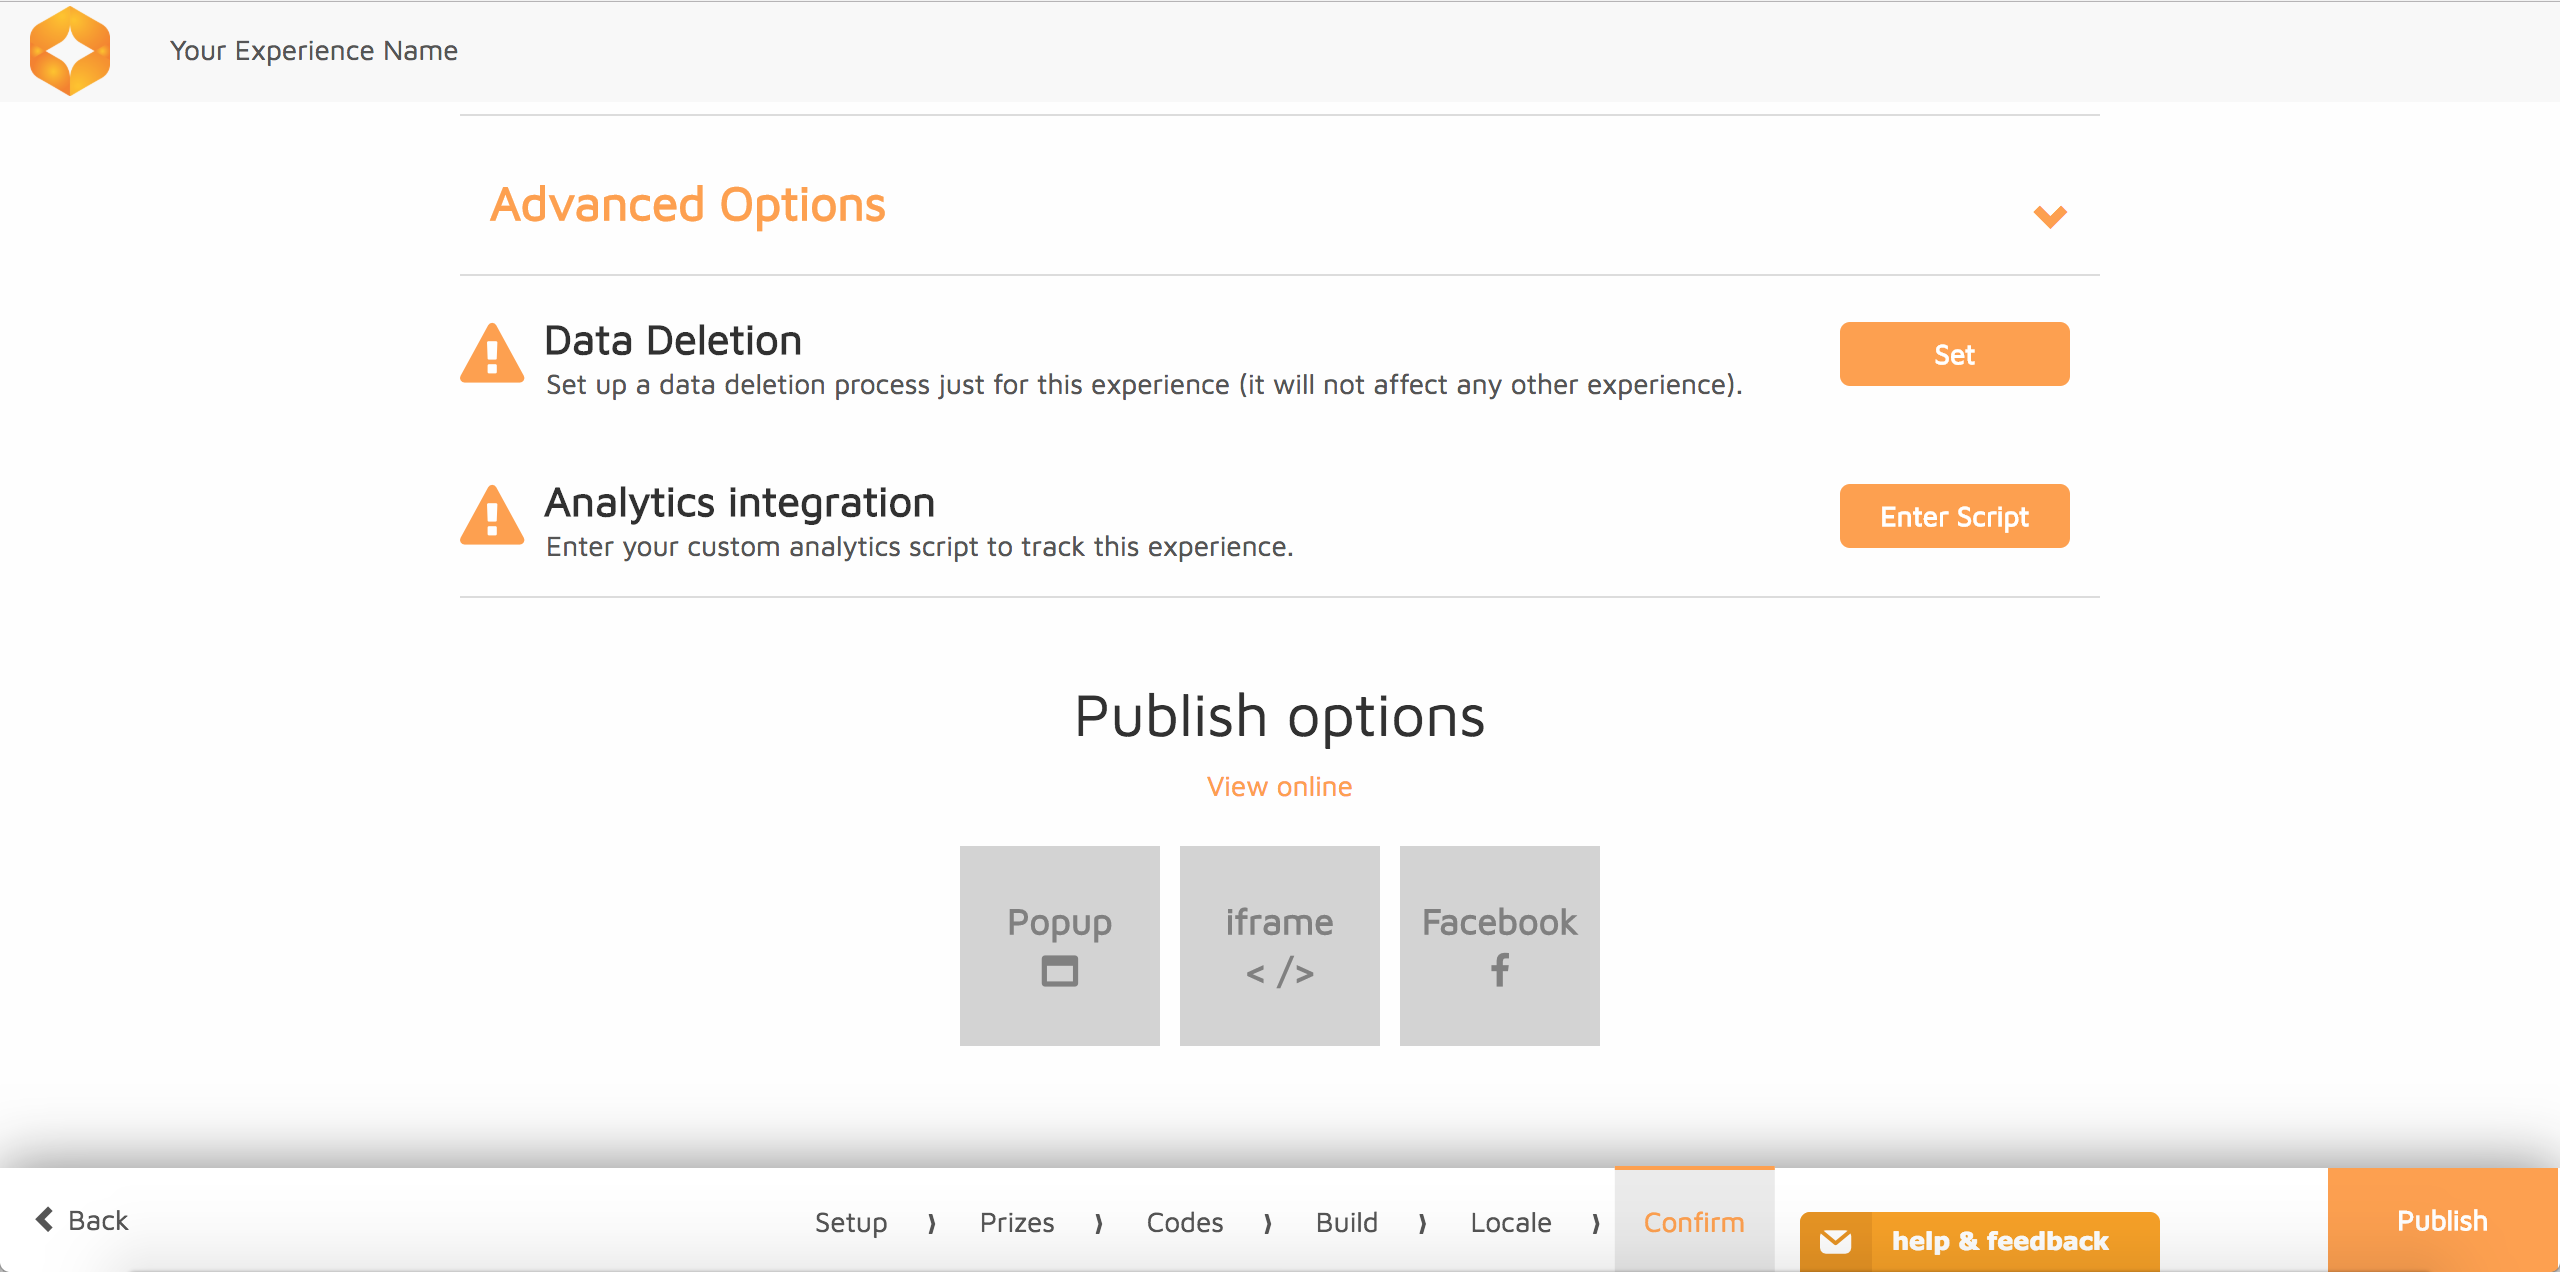 Your Experience Name
Advanced Options
Data Deletion
Set up a data deletion process just for this experience (it will not affect any other experience).
Set
Analytics integration
Enter your custom analytics script to track this experience.
Enter Script
Publish options
View online
Popup
iframe
< />
Facebook
Back
Setup
Prizes
Codes
Build
Locale
Confirm
help & feedback
Publish